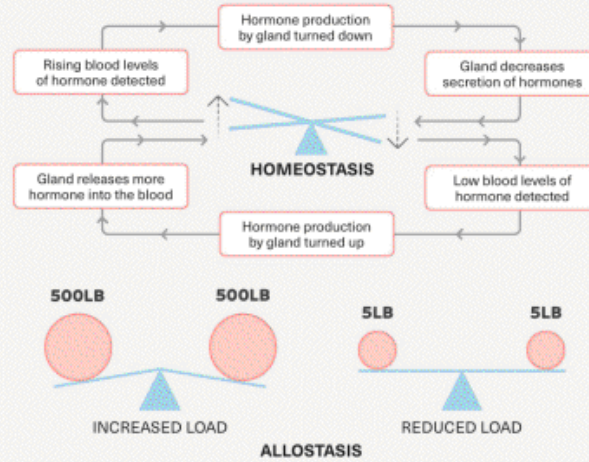 Hormone production
by gland turned down
Rising blood levels
of hormone detected
Gland decreases
secretion of hormones
HOMEOSTASIS
Gland releases more
hormone into the blood
Low blood levels of
hormone detected
Hormone production
by gland turned up
500LB
500LB
5LB
5LB
INCREASED LOAD
REDUCED LOAD
ALLOSTASIS